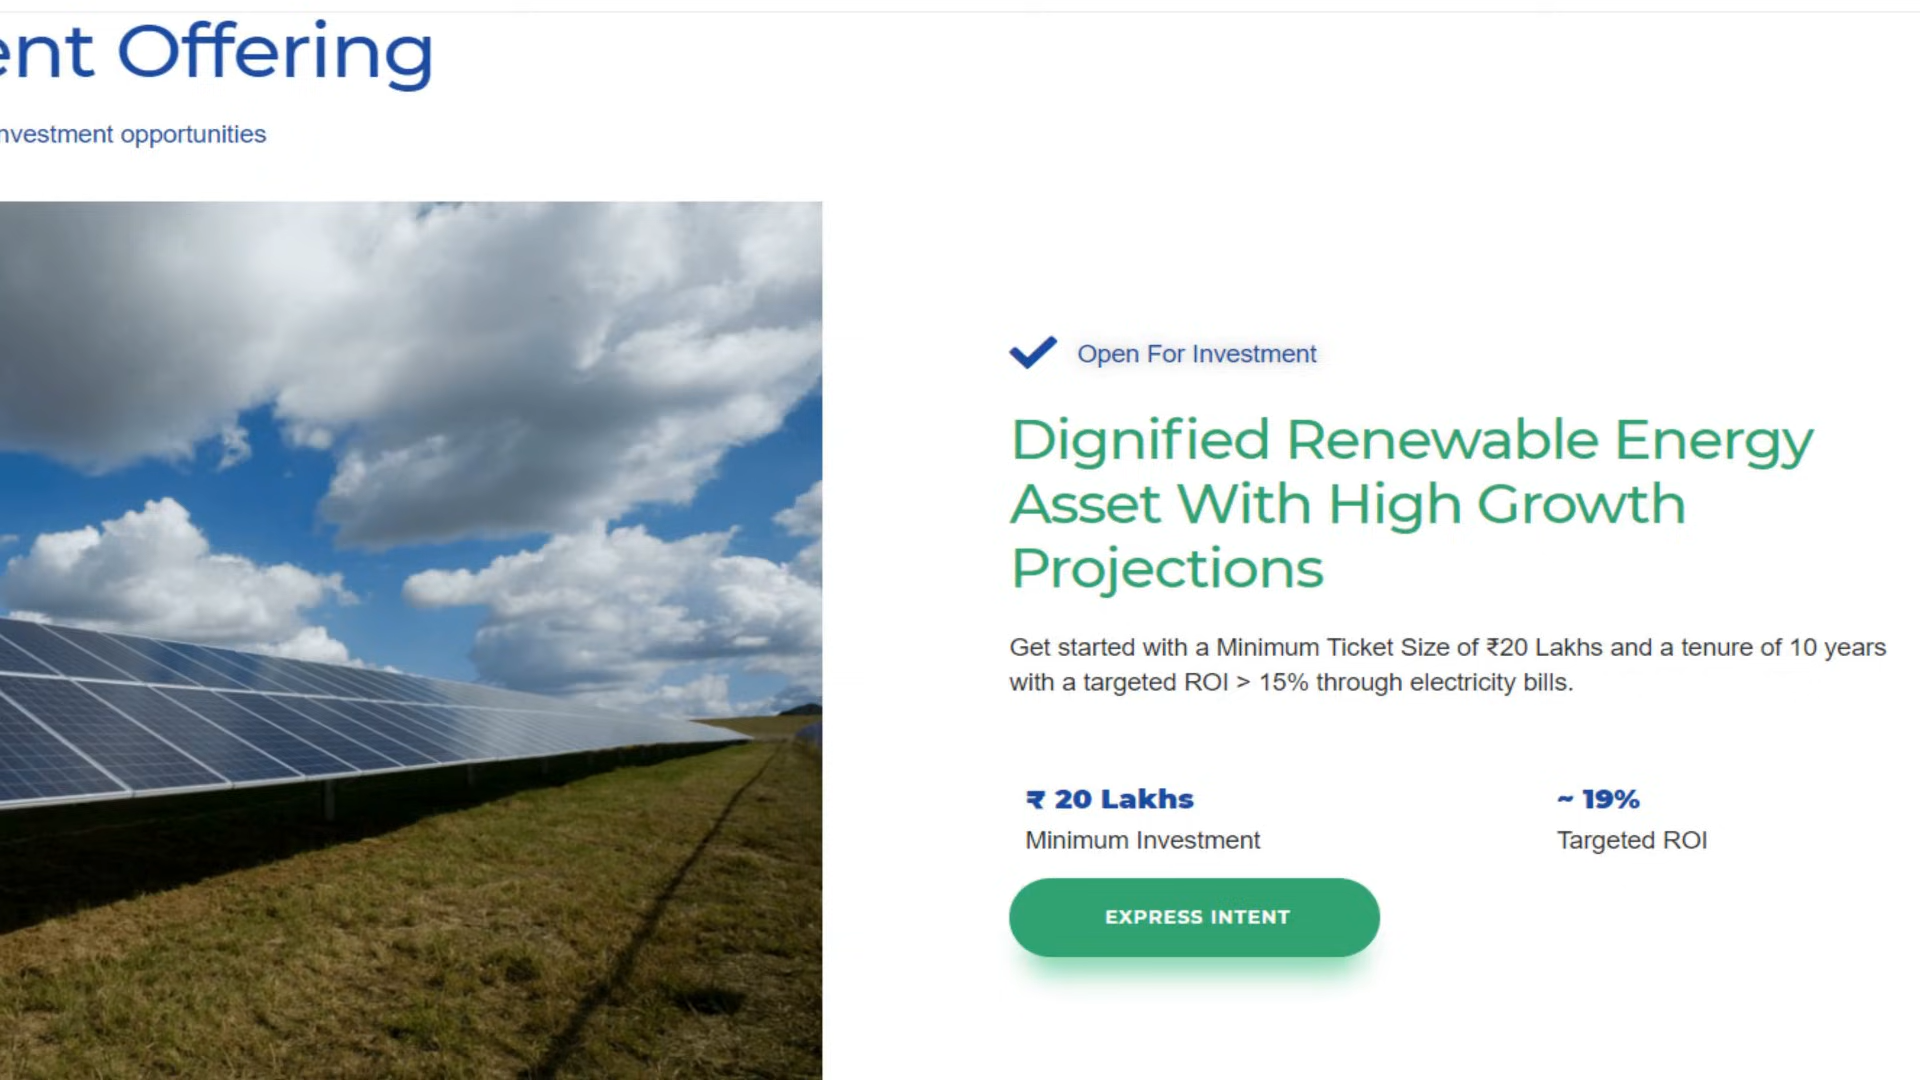 ent Offering
nvestment opportunities
Open For Investment
Dignified Renewable Energy
Asset With High Growth
Projections
Get started with a Minimum Ticket Size of ₹20 Lakhs and a tenure of 10 years
with a targeted ROI > 15% through electricity bills.
₹ 20 Lakhs
Minimum Investment
~ 19%
Targeted ROI
EXPRESS INTENT